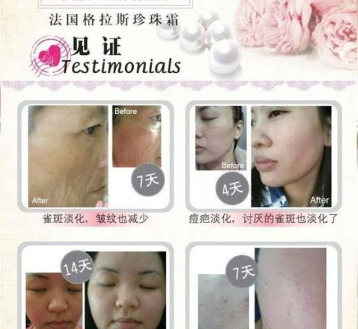 法国格拉斯珍珠霜
见证
Testimonials
Before
After
7天
Before
After
4天
雀斑淡化，皱纹也减少
痘疤淡化，讨厌的雀斑也淡化了
14天
7天